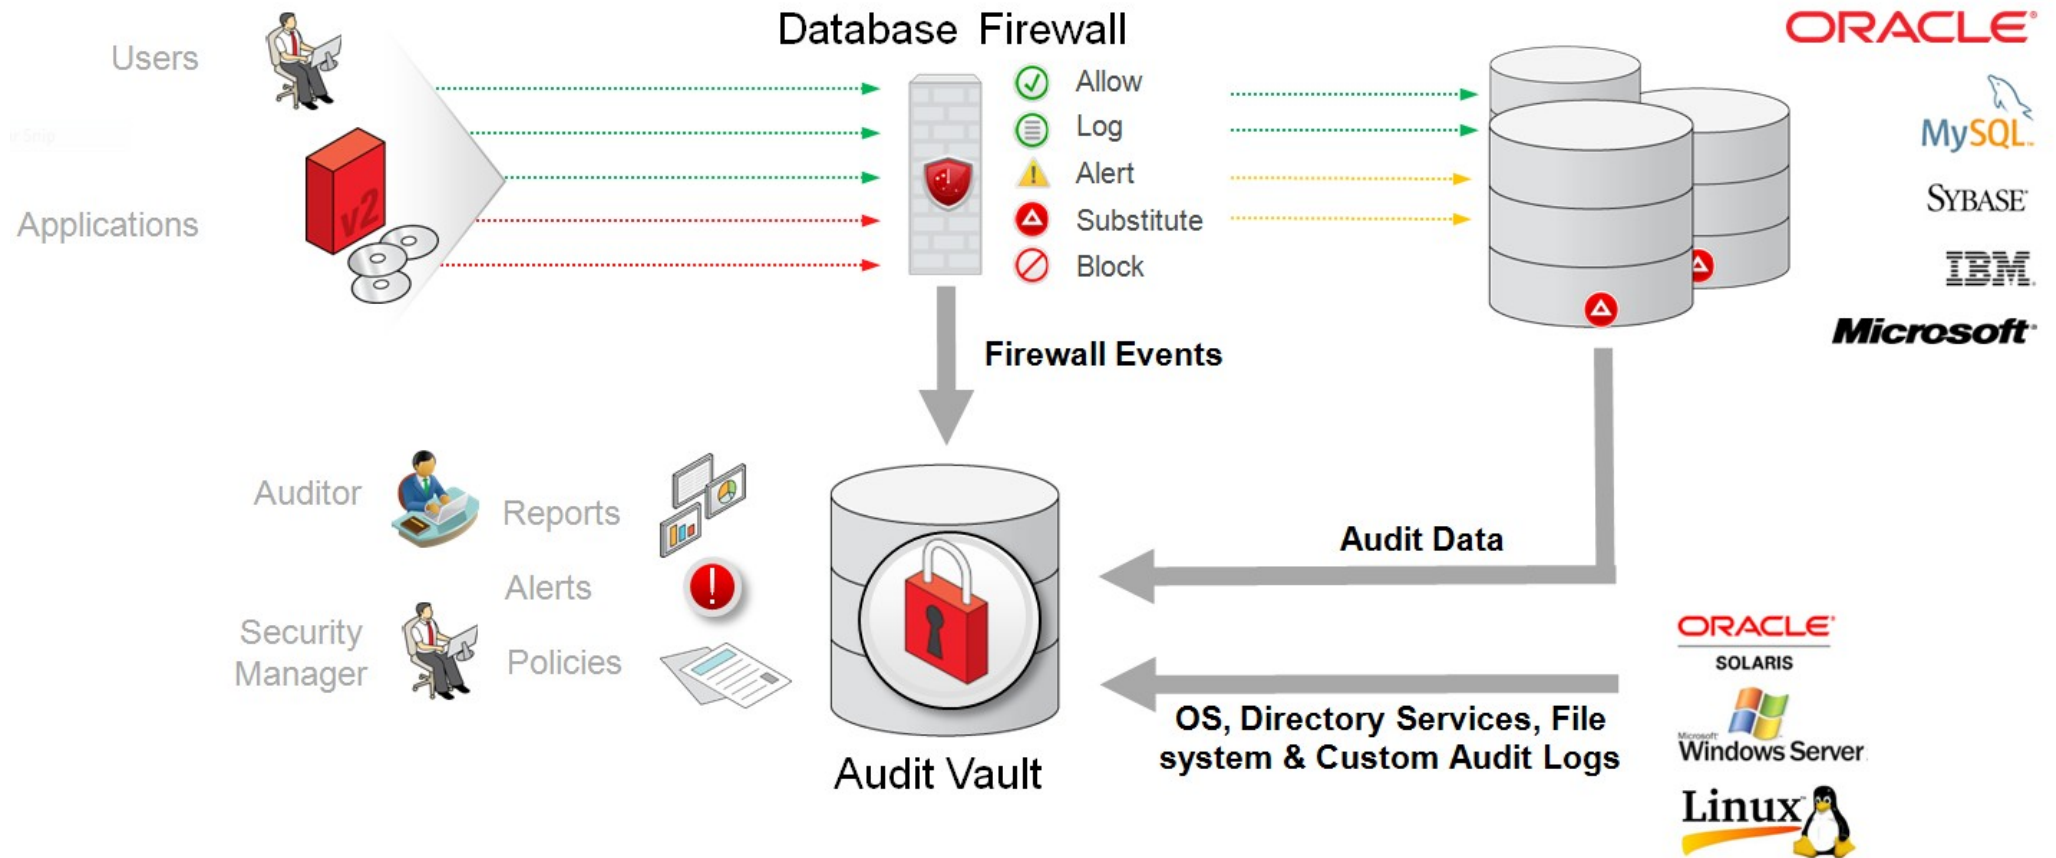 Database Firewall
ORACLE
Users
Allow
Log
MySQL
Alert
SYBASE
Applications
v2
Substitute
Block
IBM
Microsoft
Firewall Events
Auditor
Reports
Audit Data
Alerts
Security
Manager
Policies
ORACLE
SOLARIS
OS, Directory Services, File
system & Custom Audit Logs
Microsoft
Windows Server
Audit Vault
Linux